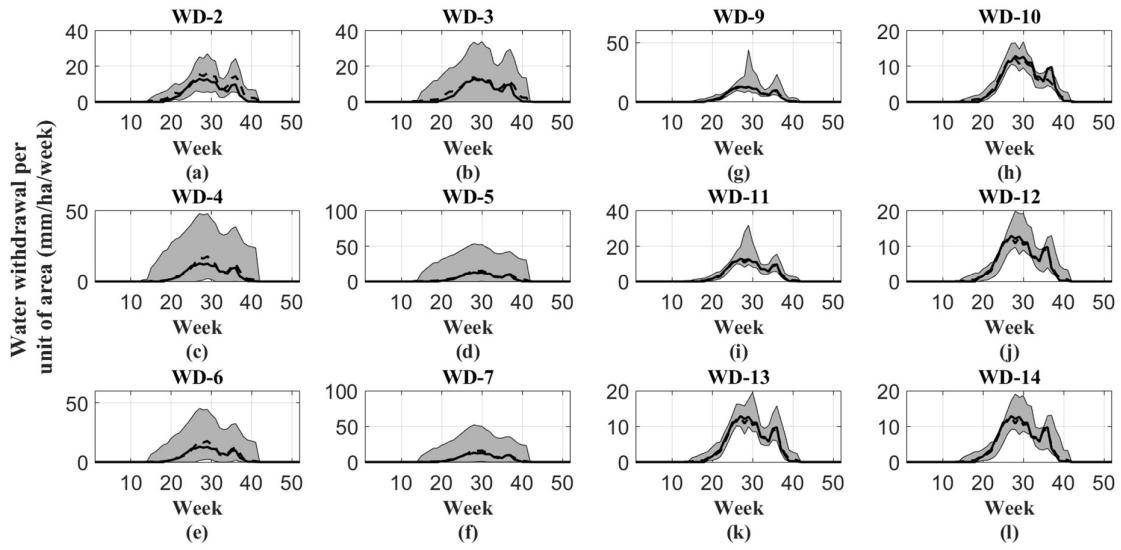 Water withdrawal per
unit of area (mm/ha/week)
WD-2
40
20
0
10 20 30 40 50
Week
(a)
WD-3
40
20
0
10 20 30 40 50
Week
(b)
WD-9
50
0
10 20 30 40 50
Week
(g)
WD-10
20
10
0
10 20 30 40 50
Week
(h)
WD-4
50
0
10 20 30 40 50
Week
(c)
WD-5
100
50
0
10 20 30 40 50
Week
(d)
WD-11
40
20
0
10 20 30 40 50
Week
(i)
WD-12
20
10
0
10 20 30 40 50
Week
(j)
WD-6
50
0
10 20 30 40 50
Week
(e)
WD-7
100
50
0
10 20 30 40 50
Week
(f)
WD-13
20
10
0
10 20 30 40 50
Week
(k)
WD-14
20
10
0
10 20 30 40 50
Week
(l)